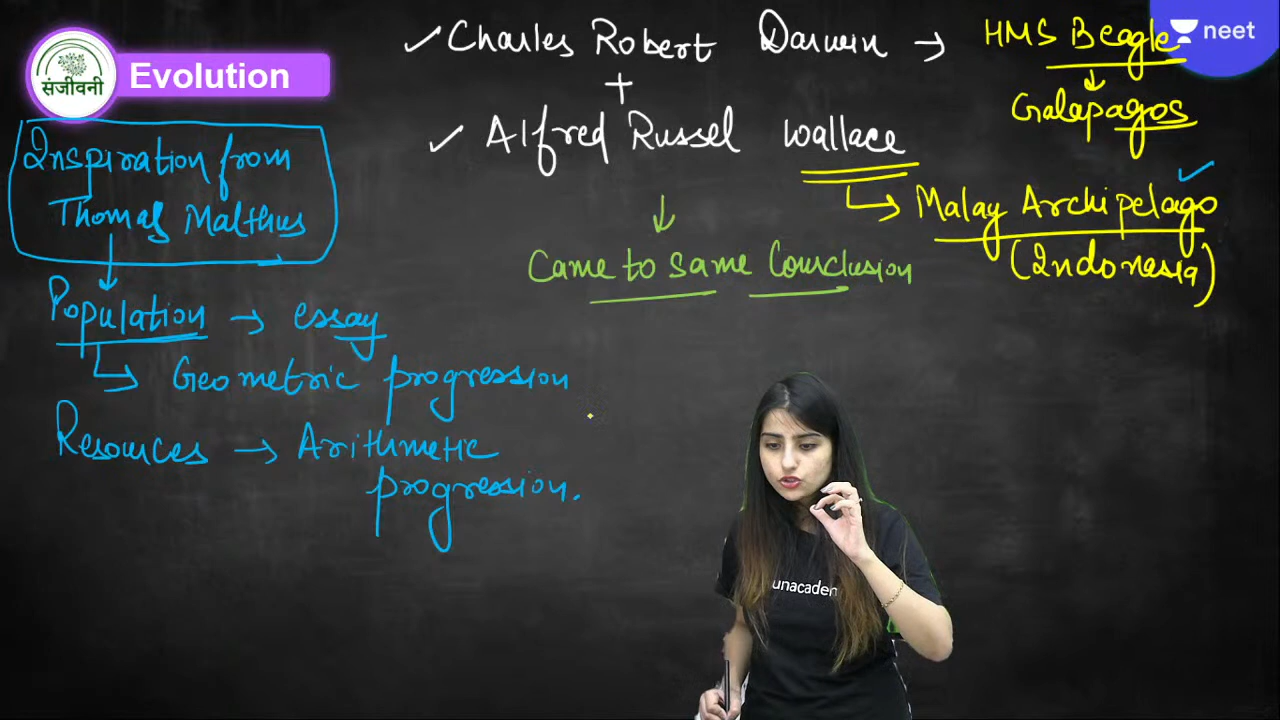 संजीवनी
Evolution
neet
Charles Robert Darwin → HMS Beagle
+
Galapagos
Alfred Russel Wallace
Malay Archipelago
(Indonesia)
Came to same Conclusion
Inspiration from
Thomas Malthus
Population → essay
Geometric progression
Resources → Arithmetic
progression.
unacadem